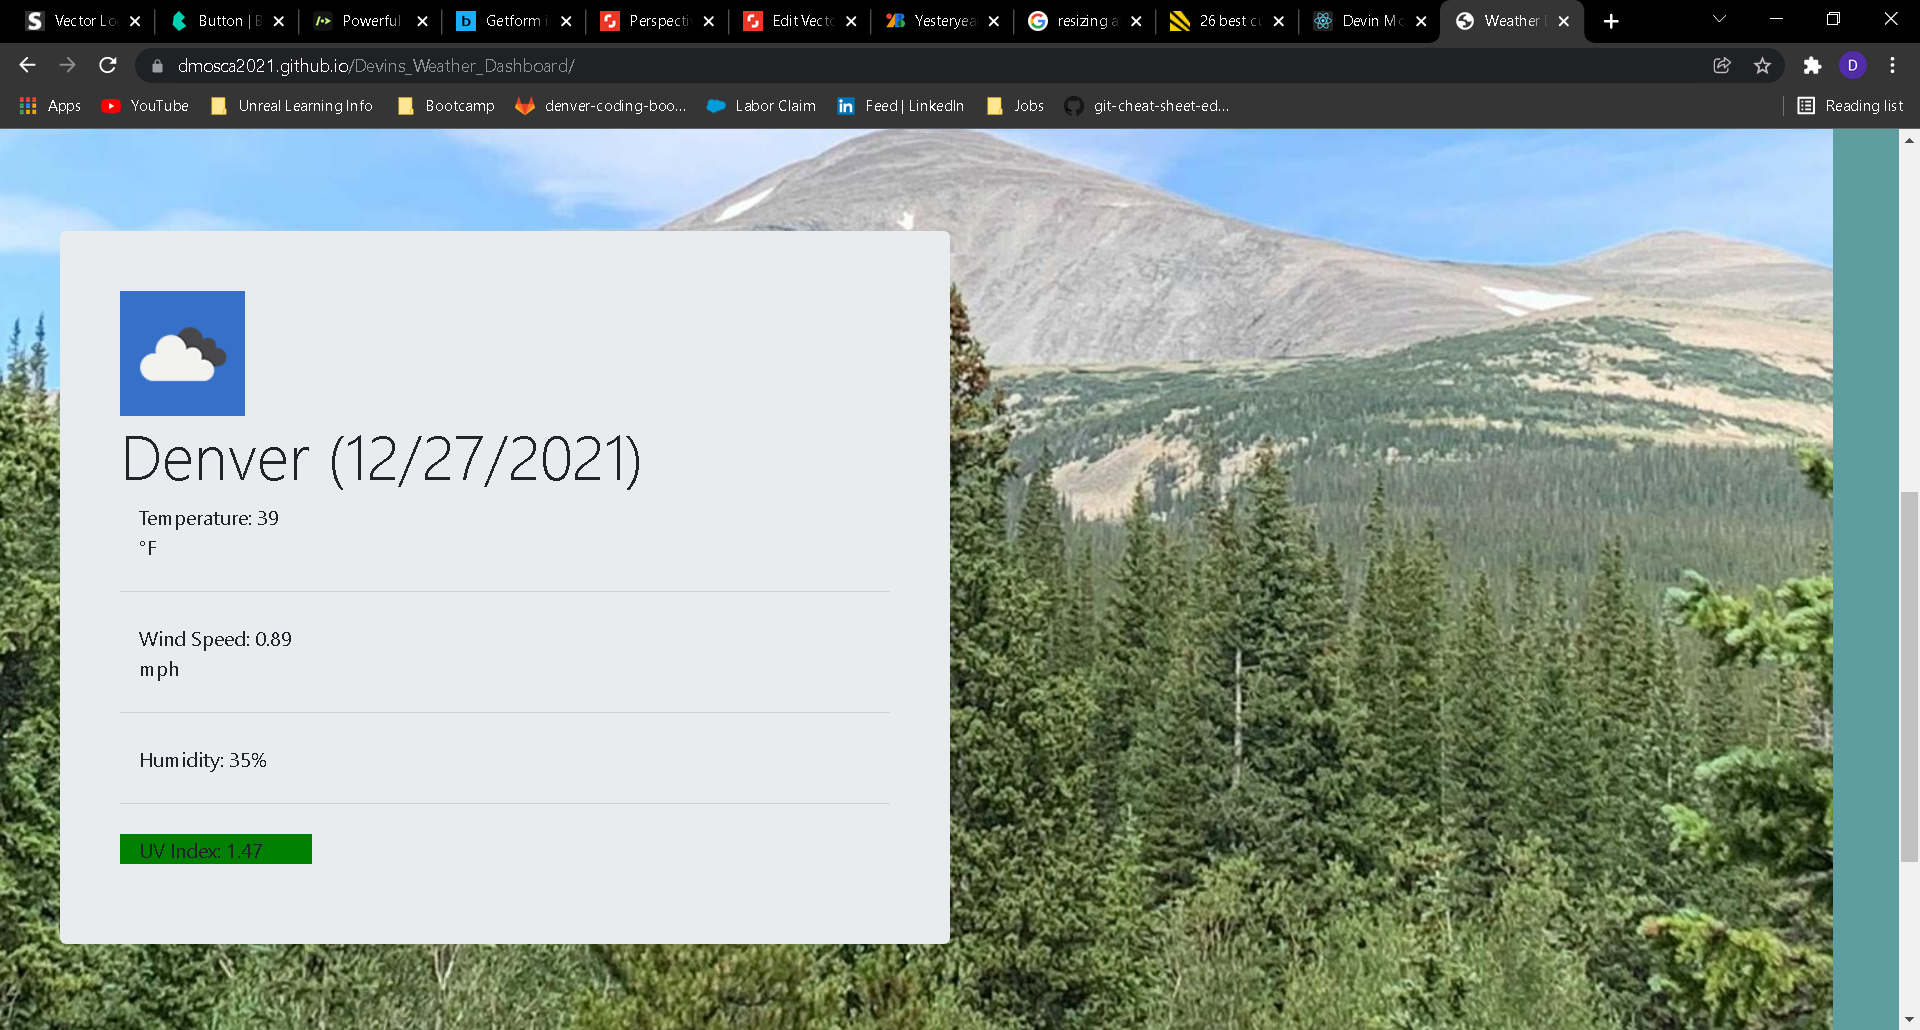 Vector Lo
Button | B
Powerful
Getform i
Perspecti
Edit Vecto
Yesteryea
resizing a
26 best cu
Devin Mo
Weather D
dmosca2021.github.io/Devins_Weather_Dashboard/
D
Apps
YouTube
Unreal Learning Info
Bootcamp
denver-coding-boo...
Labor Claim
Feed | LinkedIn
Jobs
git-cheat-sheet-ed...
Reading list
Denver (12/27/2021)
Temperature: 39
°F
Wind Speed: 0.89
mph
Humidity: 35%
UV Index: 1.47